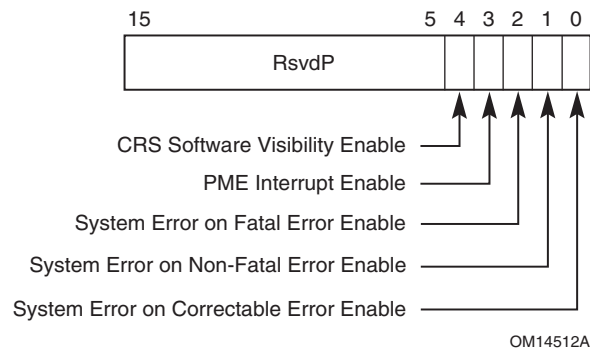 15 5 4 3 2 1 0
RsvdP
CRS Software Visibility Enable
PME Interrupt Enable
System Error on Fatal Error Enable
System Error on Non-Fatal Error Enable
System Error on Correctable Error Enable
OM14512A